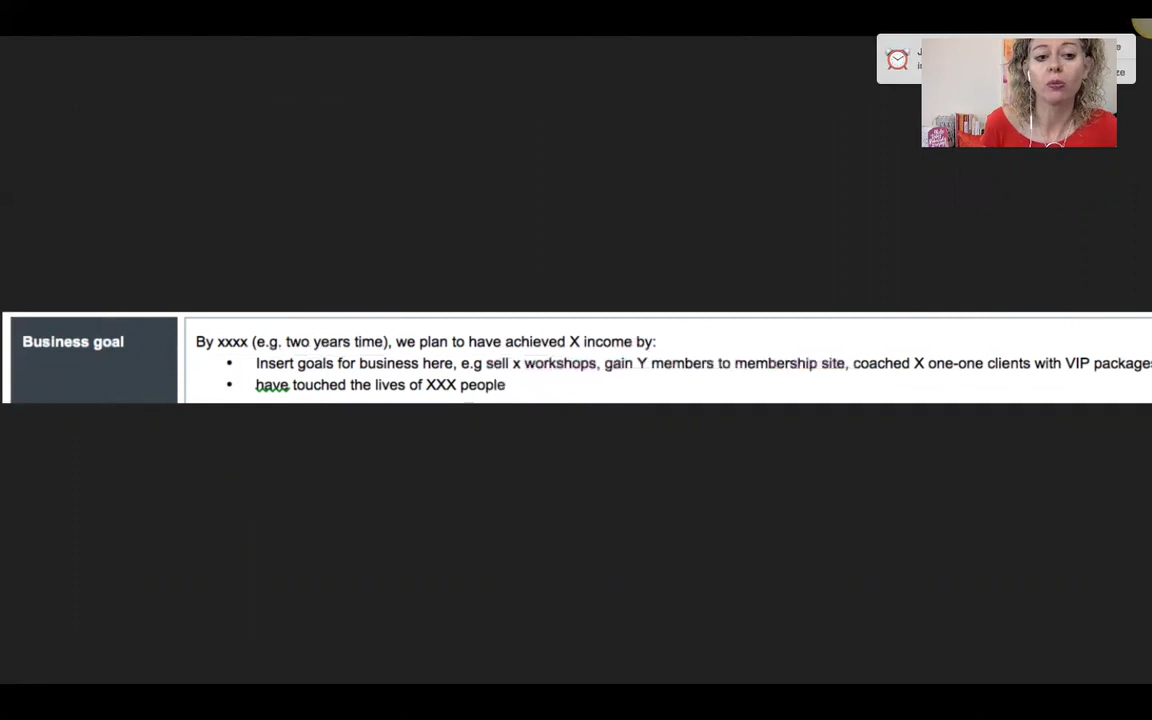 Business goal
By xxxx (e.g. two years time), we plan to have achieved X income by:
• Insert goals for business here, e.g sell x workshops, gain Y members to membership site, coached X one-one clients with VIP packages
• have touched the lives of XXX people